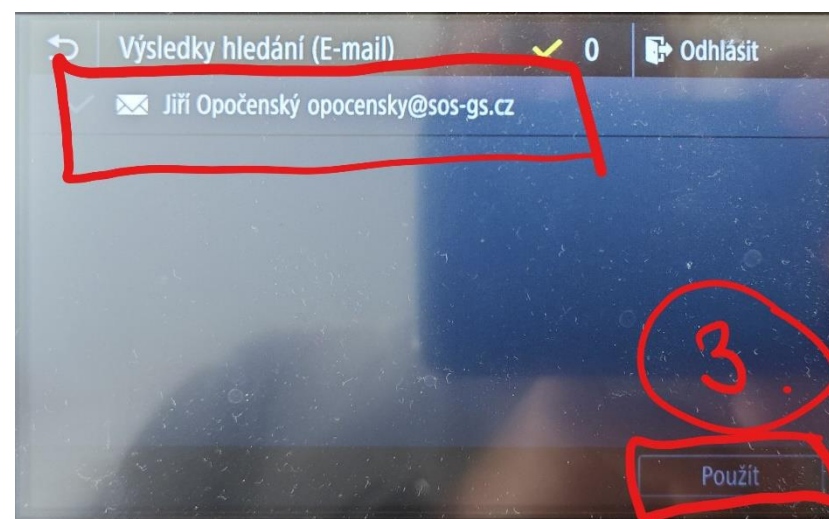 Výsledky hledání (E-mail) 0 Odhlásit
Jiří Opočenský opocensky@sos-gs.cz
3.
Použít